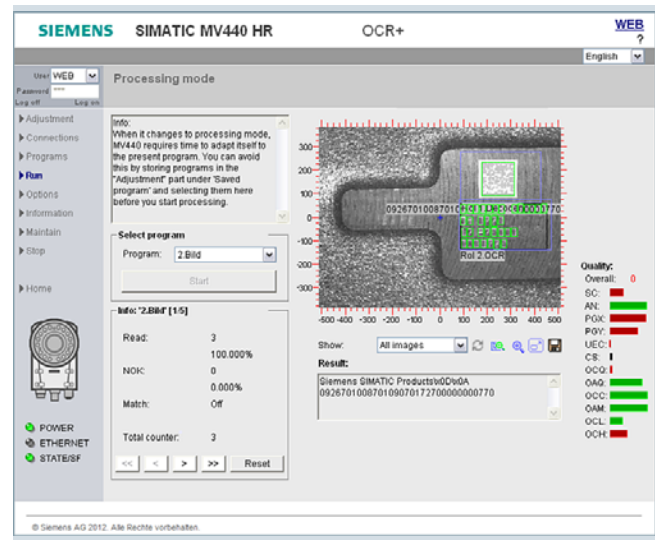 SIEMENS SIMATIC MV440 HR OCR+ WEB
?
English
User WEB
Password ****
Log off Log on
Processing mode
Adjustment
Connections
Programs
Run
Options
Information
Maintain
Stop
Home
POWER
ETHERNET
STATE/SF
Info:
When it changes to processing mode,
MV440 requires time to adapt itself to
the present program. You can avoid
this by storing programs in the
"Adjustment" part under 'Saved
program' and selecting them here
before you start processing.
Select program
Program: 2.Bild
Start
Info: '2.Bild' [1/5]
Read: 3
100.000%
NOK: 0
0.000%
Match: Off
Total counter: 3
<< < > >> Reset
300
200
100
0
-100
-200
-300
RoI 2.OCR
-500 -400 -300 -200 -100 0 100 200 300 400 500
Show: All images
Result:
Siemens SIMATIC Products\x0D\x0A
092670100870109070172700000000770
Quality:
Overall: 0
SC:
AN:
PGX:
PGY:
UEC:
CS:
OCQ:
OAQ:
OCC:
OAM:
OCL:
OCH:
© Siemens AG 2012. Alle Rechte vorbehalten.